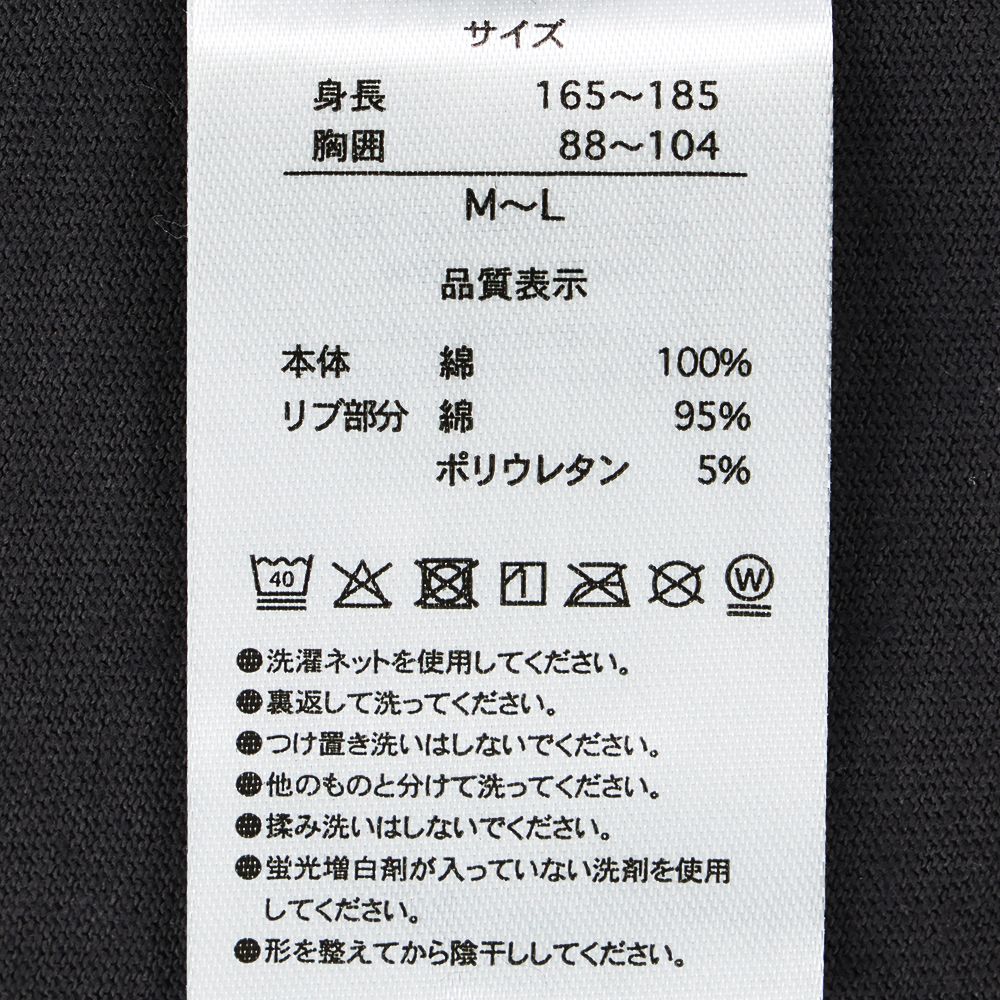 サイズ
身長 165〜185
胸囲 88〜104
M〜L
品質表示
本体 綿 100%
リブ部分 綿 95%
ポリウレタン 5%
40 W
●洗濯ネットを使用してください。
●裏返して洗ってください。
●つけ置き洗いはしないでください。
●他のものと分けて洗ってください。
●揉み洗いはしないでください。
●蛍光増白剤が入っていない洗剤を使用
してください。
●形を整えてから陰干ししてください。